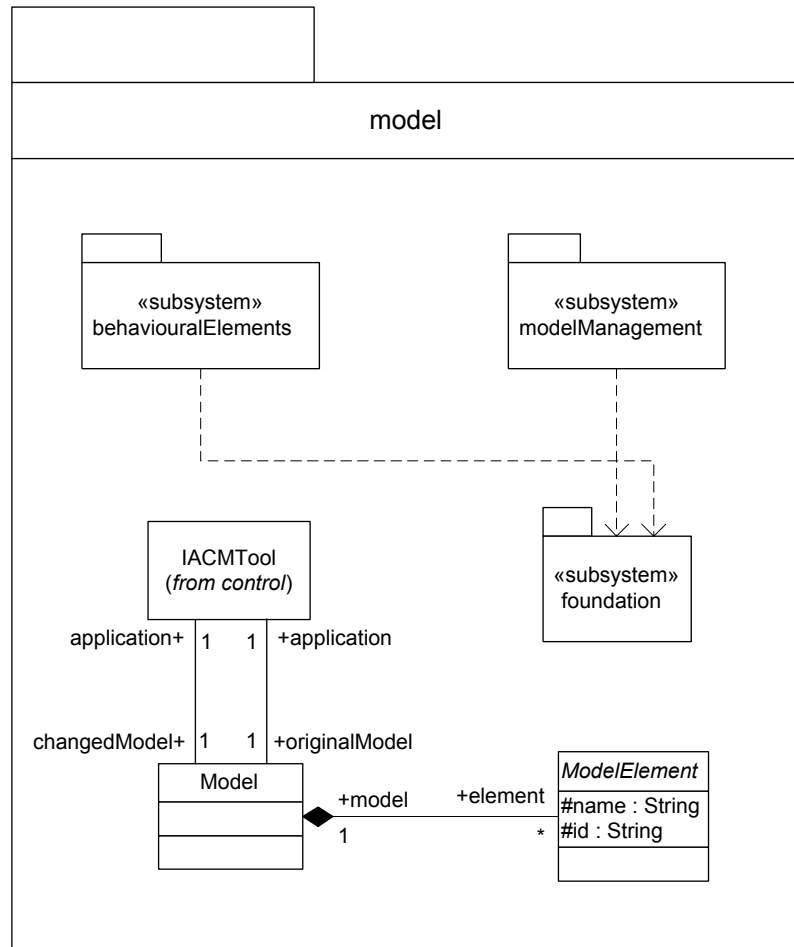 model
«subsystem»
behaviouralElements
«subsystem»
modelManagement
IACMTool
(from control)
«subsystem»
foundation
application+ 1 1 +application
changedModel+ 1 1 +originalModel
Model
+model +element
1 *
ModelElement
#name : String
#id : String